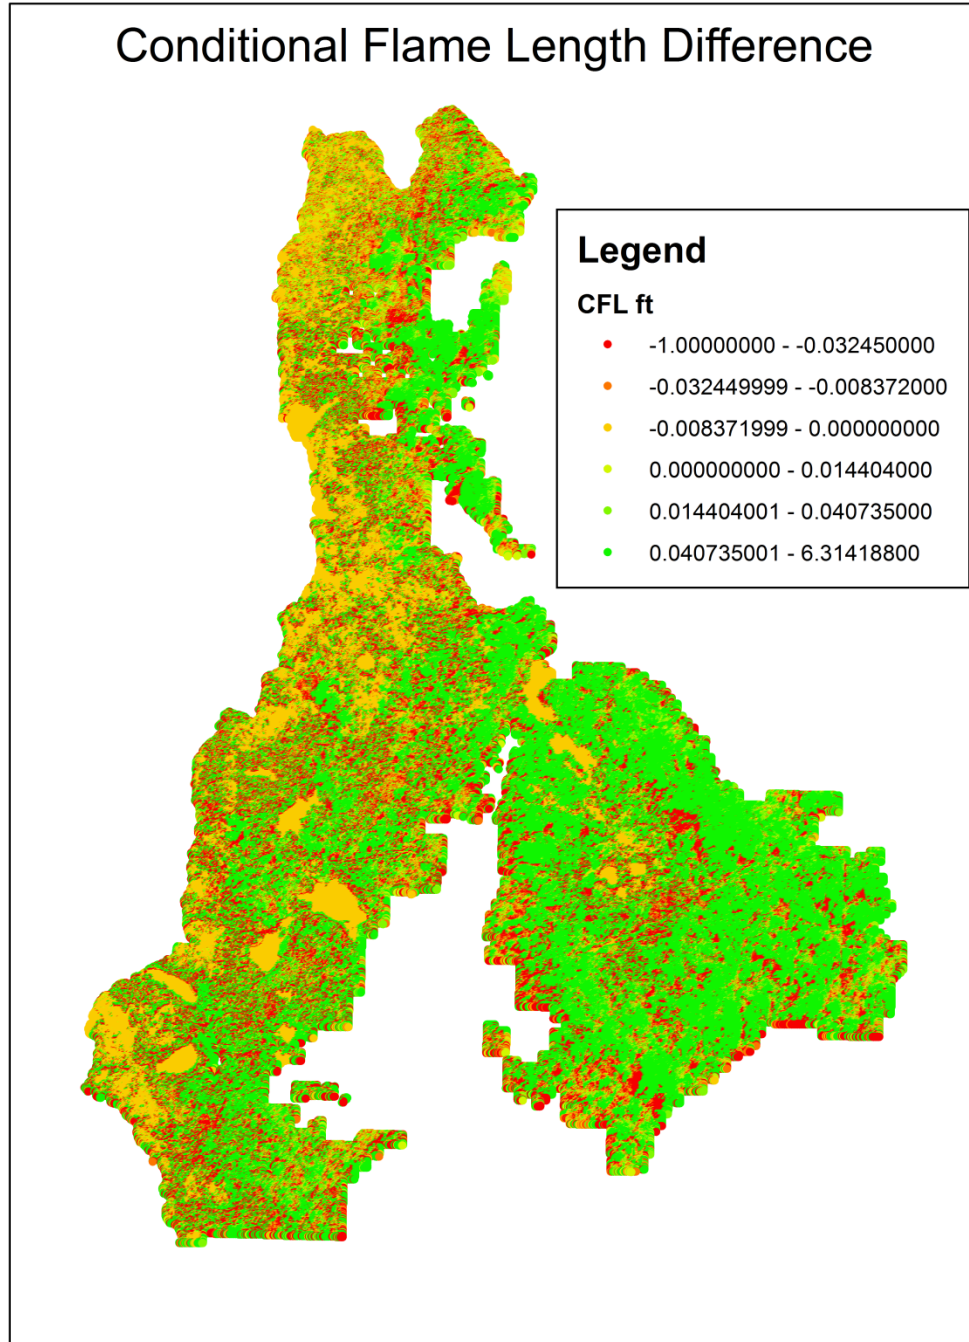 Conditional Flame Length Difference
Legend
CFL ft
-1.00000000 - -0.032450000
-0.032449999 - -0.008372000
-0.008371999 - 0.000000000
0.000000000 - 0.014404000
0.014404001 - 0.040735000
0.040735001 - 6.31418800